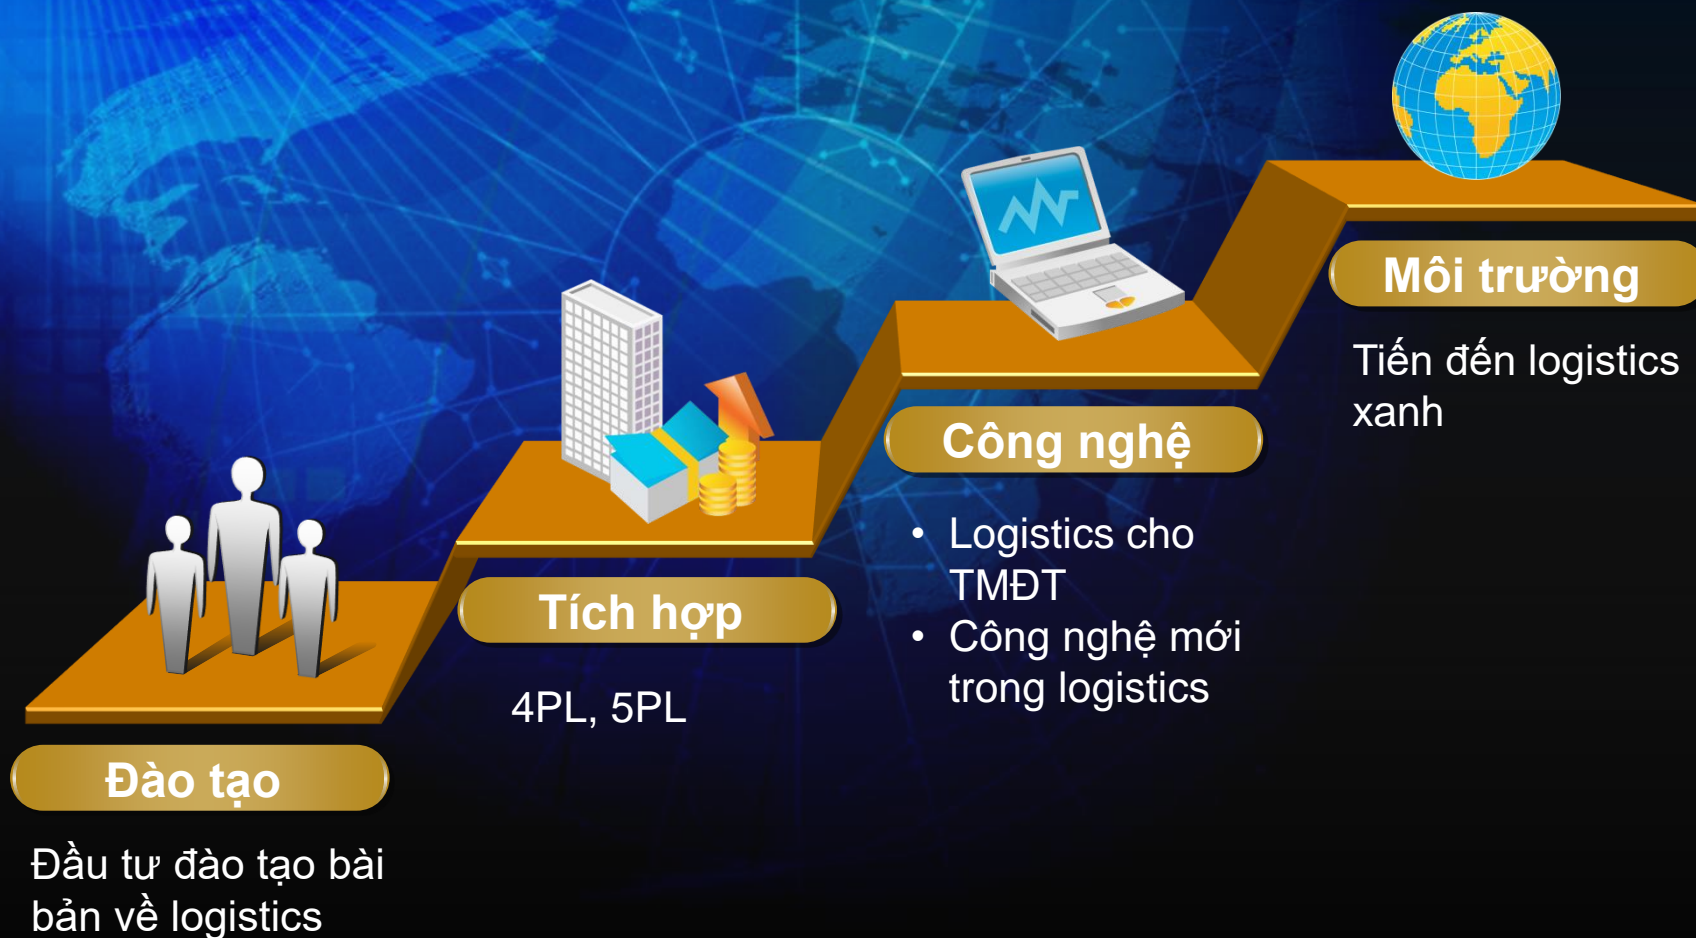 Đào tạo
Đầu tư đào tạo bài
bản về logistics
Tích hợp
4PL, 5PL
Công nghệ
• Logistics cho
TMĐT
• Công nghệ mới
trong logistics
Môi trường
Tiến đến logistics
xanh